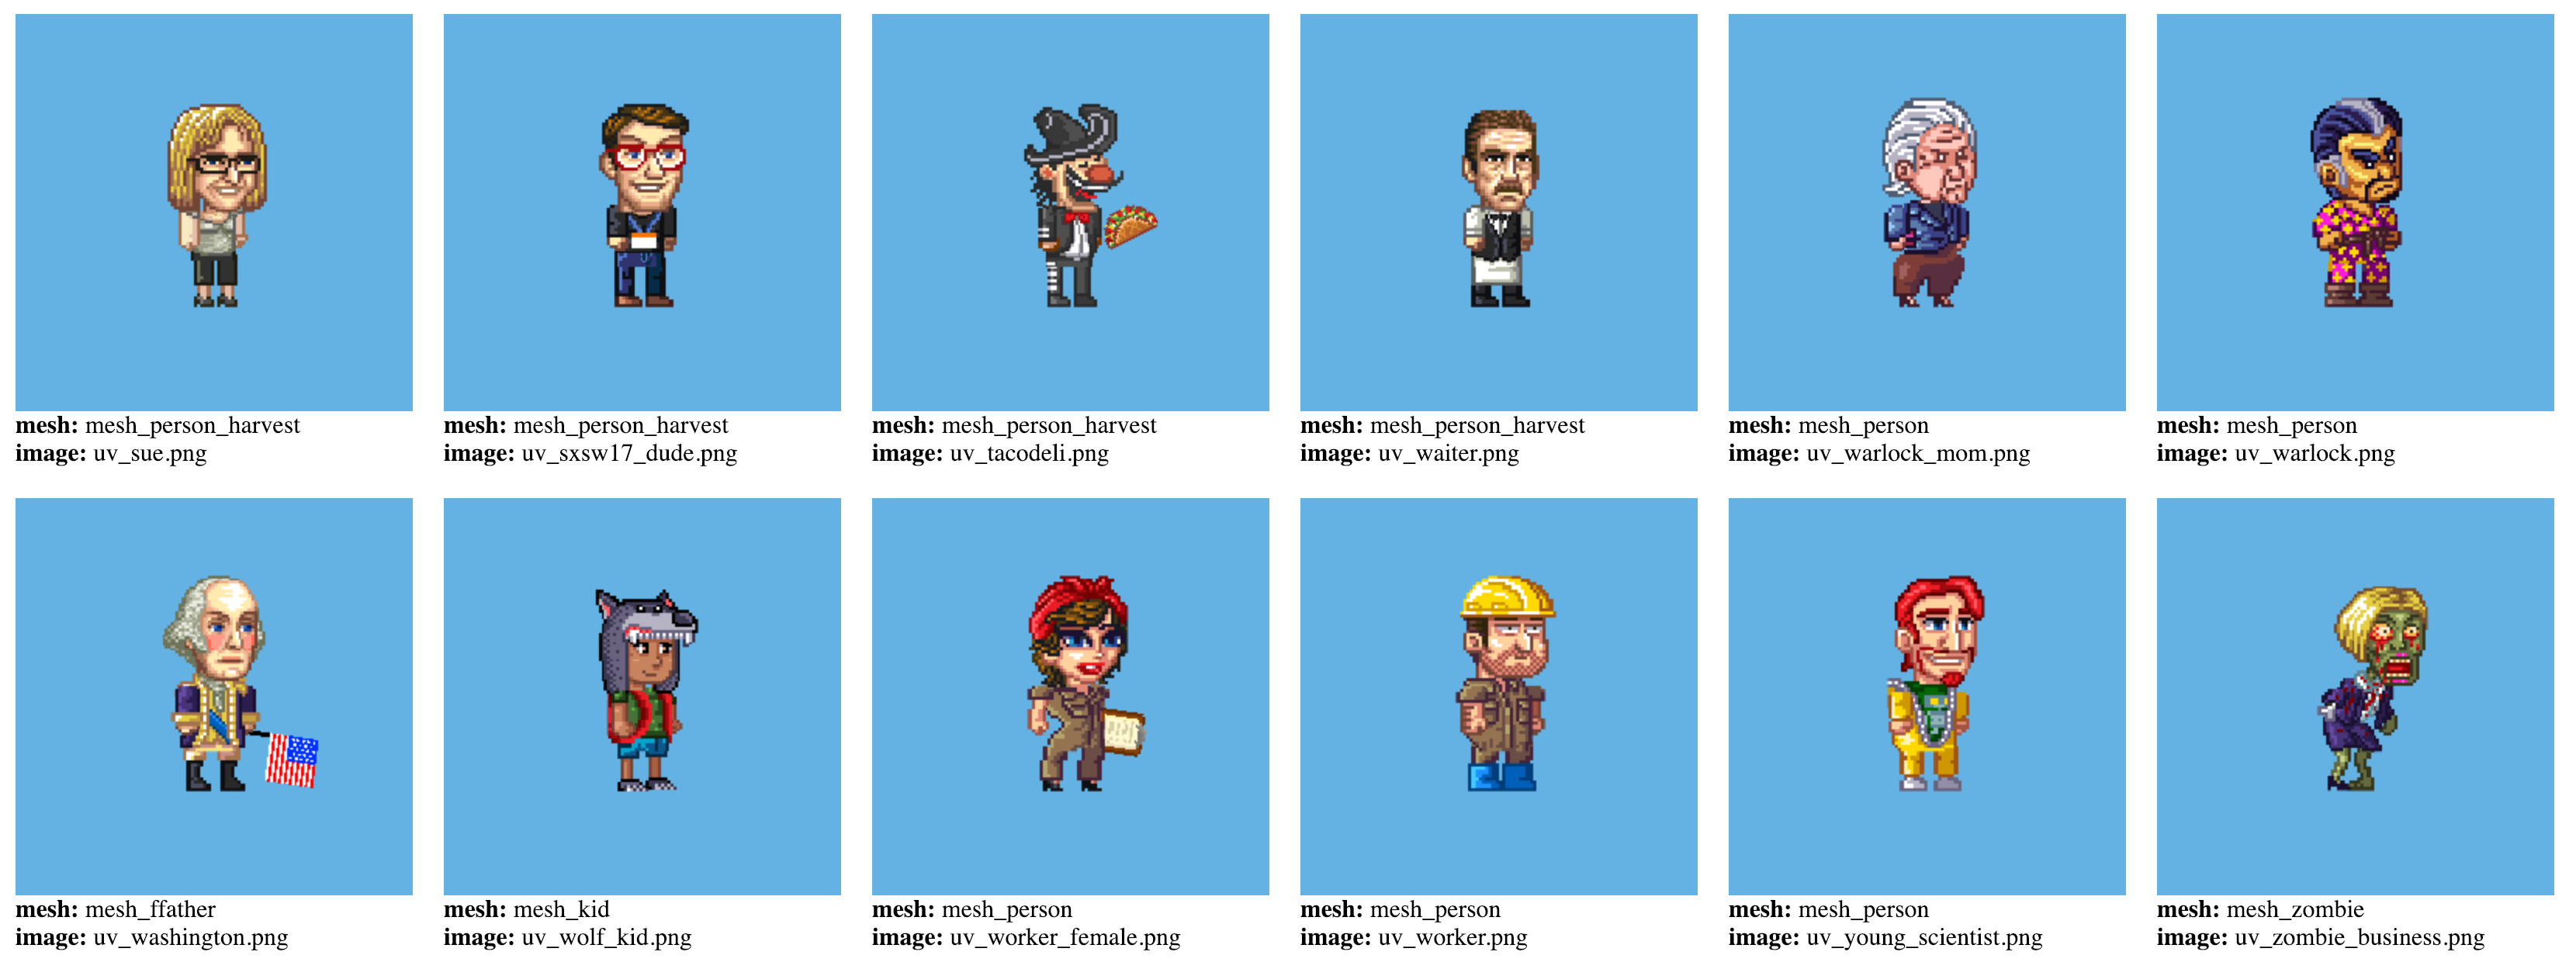 mesh: mesh_person_harvest
image: uv_sue.png
mesh: mesh_person_harvest
image: uv_sxsw17_dude.png
mesh: mesh_person_harvest
image: uv_tacodeli.png
mesh: mesh_person_harvest
image: uv_waiter.png
mesh: mesh_person
image: uv_warlock_mom.png
mesh: mesh_person
image: uv_warlock.png
mesh: mesh_ffather
image: uv_washington.png
mesh: mesh_kid
image: uv_wolf_kid.png
mesh: mesh_person
image: uv_worker_female.png
mesh: mesh_person
image: uv_worker.png
mesh: mesh_person
image: uv_young_scientist.png
mesh: mesh_zombie
image: uv_zombie_business.png